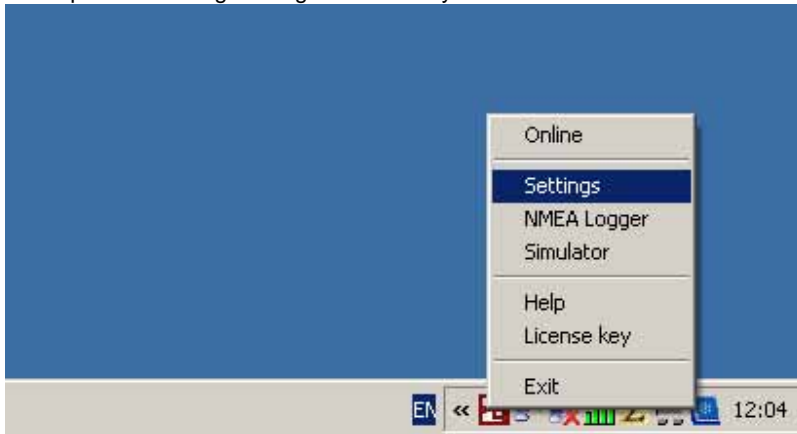 Online
Settings
NMEA Logger
Simulator
Help
License key
Exit
EN « 12:04